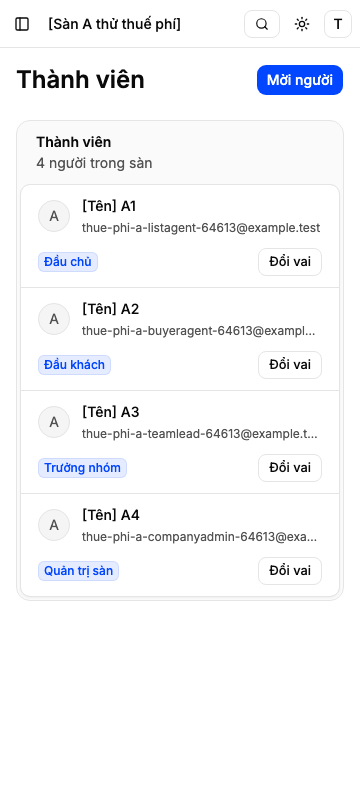 [Sàn A thử thuế phí]
T
Thành viên
Mời người
Thành viên
4 người trong sàn
A
[Tên] A1
thue-phi-a-listagent-64613@example.test
Đầu chủ
Đổi vai
A
[Tên] A2
thue-phi-a-buyeragent-64613@exampl...
Đầu khách
Đổi vai
A
[Tên] A3
thue-phi-a-teamlead-64613@example.t...
Trưởng nhóm
Đổi vai
A
[Tên] A4
thue-phi-a-companyadmin-64613@exa...
Quản trị sàn
Đổi vai